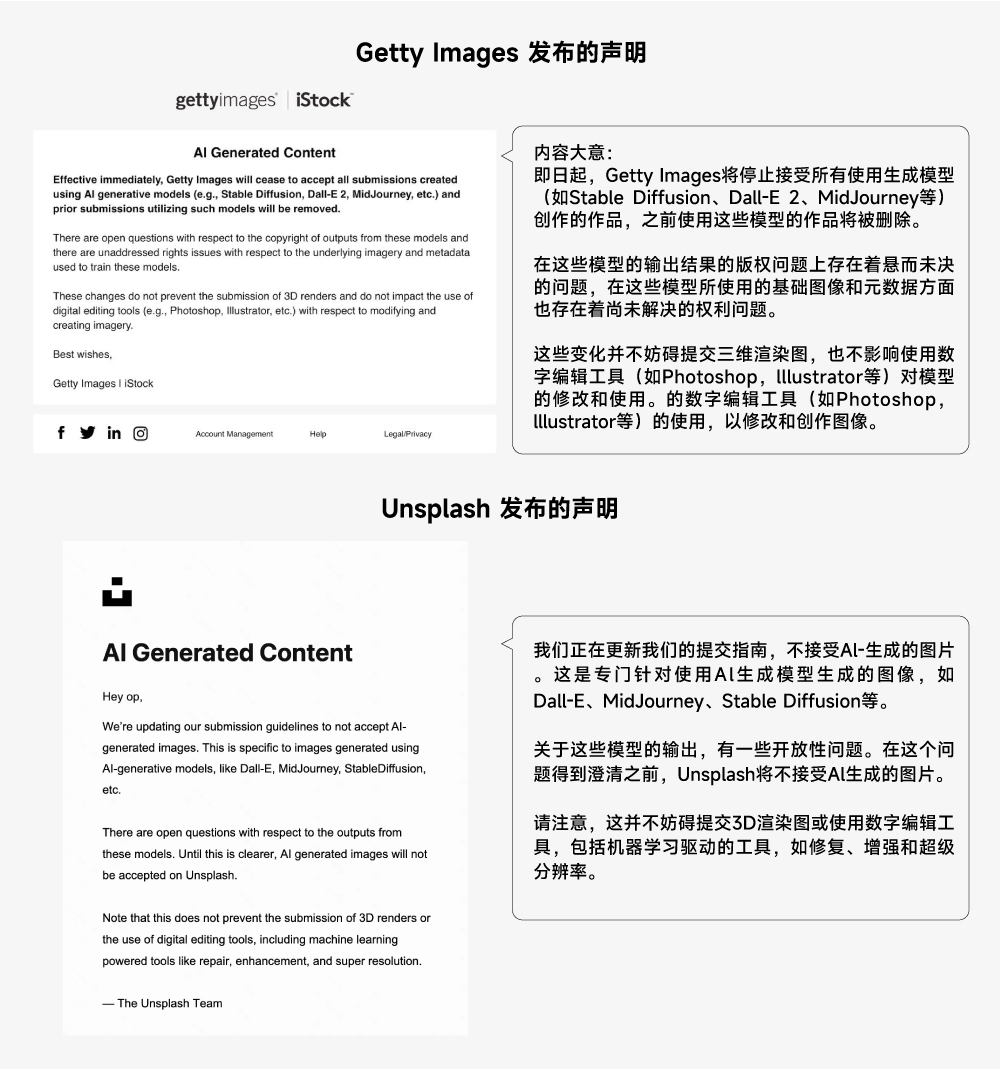 Getty Images 发布的声明
gettyimages® | iStock™
AI Generated Content
Effective immediately, Getty Images will cease to accept all submissions created
using AI generative models (e.g., Stable Diffusion, Dall-E 2, MidJourney, etc.) and
prior submissions utilizing such models will be removed.
There are open questions with respect to the copyright of outputs from these models and
there are unaddressed rights issues with respect to the underlying imagery and metadata
used to train these models.
These changes do not prevent the submission of 3D renders and do not impact the use of
digital editing tools (e.g., Photoshop, Illustrator, etc.) with respect to modifying and
creating imagery.
Best wishes,
Getty Images | iStock
Account Management Help Legal/Privacy
内容大意：
即日起，Getty Images将停止接受所有使用生成模型
（如Stable Diffusion、Dall-E 2、MidJourney等）
创作的作品，之前使用这些模型的作品将被删除。
在这些模型的输出结果的版权问题上存在着悬而未决
的问题，在这些模型所使用的基础图像和元数据方面
也存在着尚未解决的权利问题。
这些变化并不妨碍提交三维渲染图，也不影响使用数
字编辑工具（如Photoshop，lllustrator等）对模型
的修改和使用。的数字编辑工具（如Photoshop，
lllustrator等）的使用，以修改和创作图像。
Unsplash 发布的声明
AI Generated Content
Hey op,
We're updating our submission guidelines to not accept AI-
generated images. This is specific to images generated using
AI-generative models, like Dall-E, MidJourney, StableDiffusion,
etc.
There are open questions with respect to the outputs from
these models. Until this is clearer, AI generated images will not
be accepted on Unsplash.
Note that this does not prevent the submission of 3D renders or
the use of digital editing tools, including machine learning
powered tools like repair, enhancement, and super resolution.
— The Unsplash Team
我们正在更新我们的提交指南，不接受AI-生成的图片
。这是专门针对使用AI生成模型生成的图像，如
Dall-E、MidJourney、Stable Diffusion等。
关于这些模型的输出，有一些开放性问题。在这个问
题得到澄清之前，Unsplash将不接受AI生成的图片。
请注意，这并不妨碍提交3D渲染图或使用数字编辑工
具，包括机器学习驱动的工具，如修复、增强和超级
分辨率。